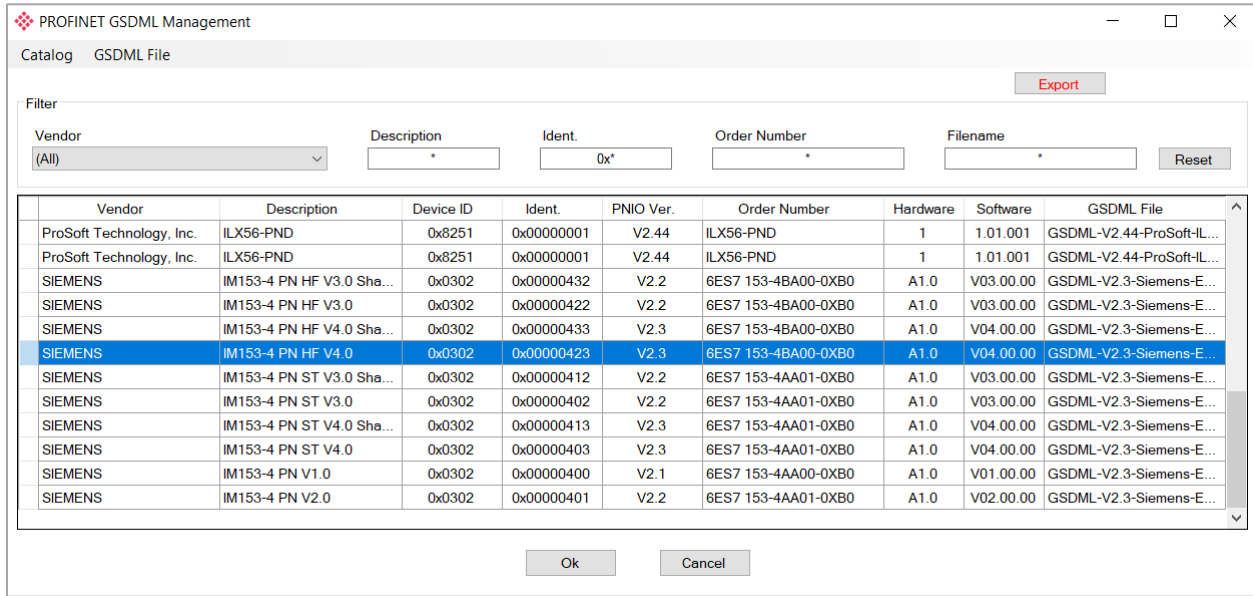 PROFINET GSDML Management
Catalog GSDML File
Export
Filter
Vendor Description Ident. Order Number Filename
(All) * 0x* * * Reset
Vendor Description Device ID Ident. PNIO Ver. Order Number Hardware Software GSDML File
ProSoft Technology, Inc. ILX56-PND 0x8251 0x00000001 V2.44 ILX56-PND 1 1.01.001 GSDML-V2.44-ProSoft-IL...
ProSoft Technology, Inc. ILX56-PND 0x8251 0x00000001 V2.44 ILX56-PND 1 1.01.001 GSDML-V2.44-ProSoft-IL...
SIEMENS IM153-4 PN HF V3.0 Sha... 0x0302 0x00000432 V2.2 6ES7 153-4BA00-0XB0 A1.0 V03.00.00 GSDML-V2.3-Siemens-E...
SIEMENS IM153-4 PN HF V3.0 0x0302 0x00000422 V2.2 6ES7 153-4BA00-0XB0 A1.0 V03.00.00 GSDML-V2.3-Siemens-E...
SIEMENS IM153-4 PN HF V4.0 Sha... 0x0302 0x00000433 V2.3 6ES7 153-4BA00-0XB0 A1.0 V04.00.00 GSDML-V2.3-Siemens-E...
SIEMENS IM153-4 PN HF V4.0 0x0302 0x00000423 V2.3 6ES7 153-4BA00-0XB0 A1.0 V04.00.00 GSDML-V2.3-Siemens-E...
SIEMENS IM153-4 PN ST V3.0 Sha... 0x0302 0x00000412 V2.2 6ES7 153-4AA01-0XB0 A1.0 V03.00.00 GSDML-V2.3-Siemens-E...
SIEMENS IM153-4 PN ST V3.0 0x0302 0x00000402 V2.2 6ES7 153-4AA01-0XB0 A1.0 V03.00.00 GSDML-V2.3-Siemens-E...
SIEMENS IM153-4 PN ST V4.0 Sha... 0x0302 0x00000413 V2.3 6ES7 153-4AA01-0XB0 A1.0 V04.00.00 GSDML-V2.3-Siemens-E...
SIEMENS IM153-4 PN ST V4.0 0x0302 0x00000403 V2.3 6ES7 153-4AA01-0XB0 A1.0 V04.00.00 GSDML-V2.3-Siemens-E...
SIEMENS IM153-4 PN V1.0 0x0302 0x00000400 V2.1 6ES7 153-4AA00-0XB0 A1.0 V01.00.00 GSDML-V2.3-Siemens-E...
SIEMENS IM153-4 PN V2.0 0x0302 0x00000401 V2.2 6ES7 153-4AA01-0XB0 A1.0 V02.00.00 GSDML-V2.3-Siemens-E...
Ok Cancel